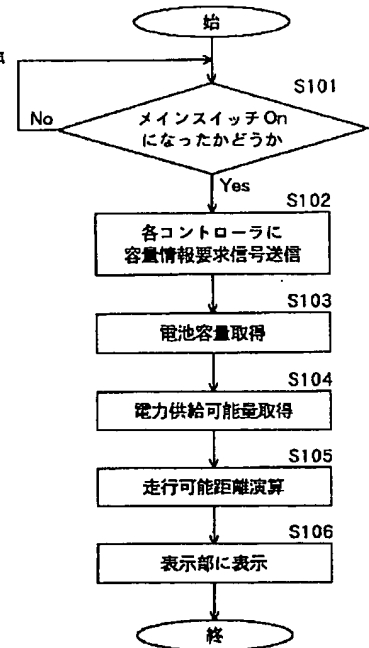 始
S101
メインスイッチOn
になったかどうか
No
Yes
S102
各コントローラに
容量情報要求信号送信
S103
電池容量取得
S104
電力供給可能量取得
S105
走行可能距離演算
S106
表示部に表示
終